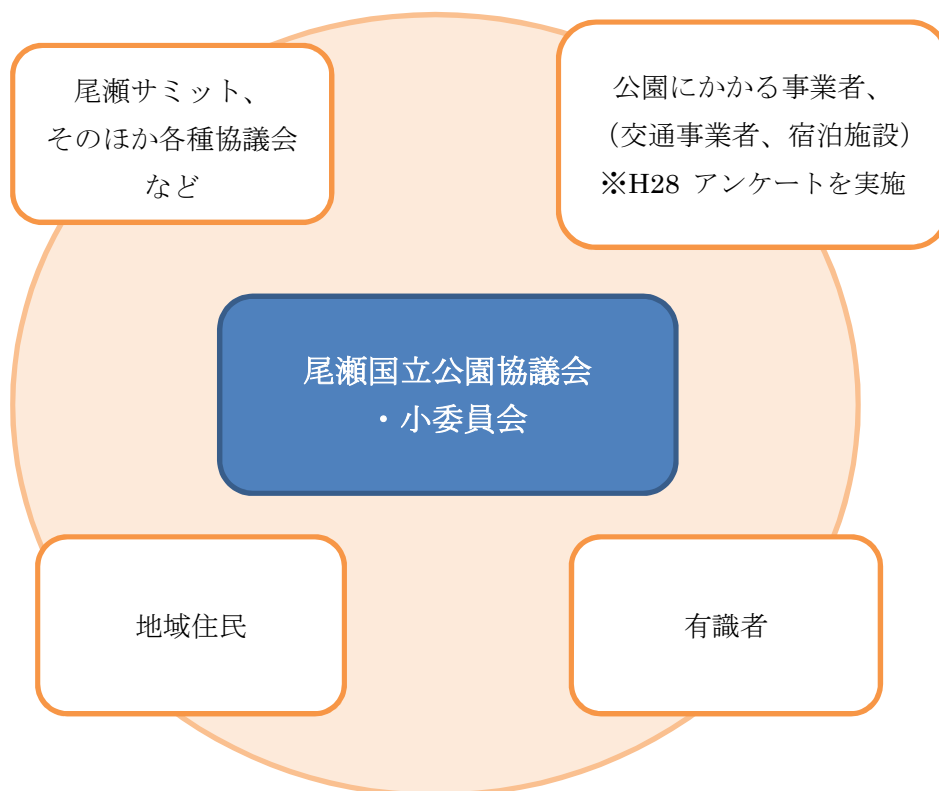 尾瀬サミット、
そのほか各種協議会
など
公園にかかる事業者、
（交通事業者、宿泊施設）
※H28 アンケートを実施
尾瀬国立公園協議会
・小委員会
地域住民
有識者